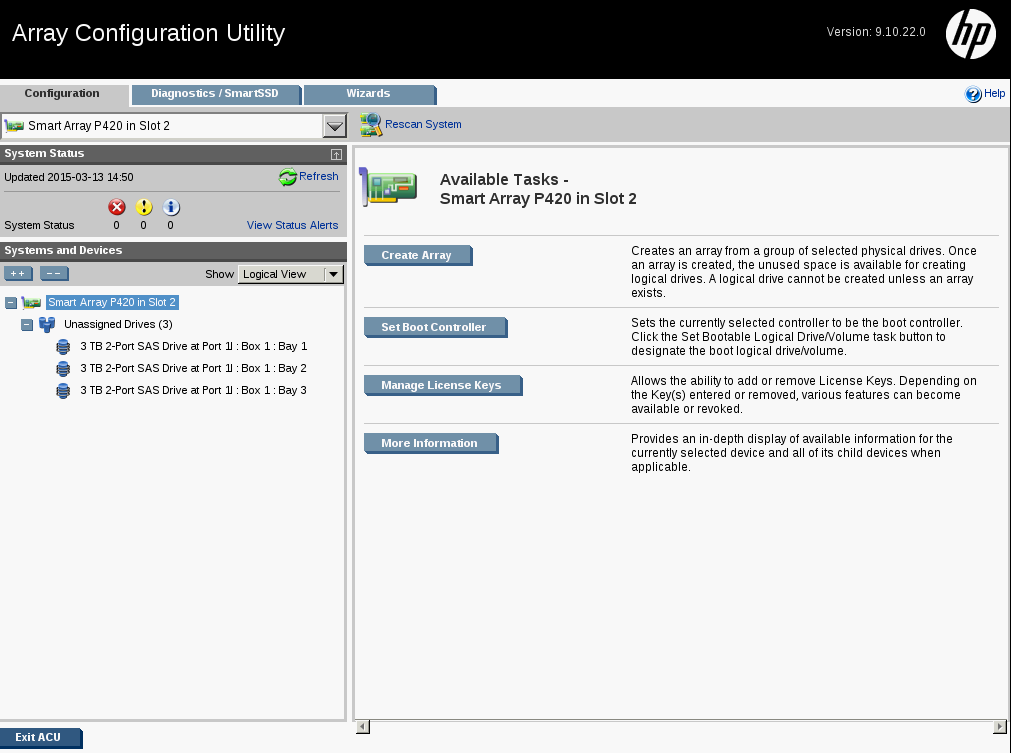 Array Configuration Utility
Version: 9.10.22.0
hp
Configuration
Diagnostics / SmartSSD
Wizards
? Help
Smart Array P420 in Slot 2
Rescan System
System Status
Updated 2015-03-13 14:50
Refresh
System Status 0 0 0
View Status Alerts
Systems and Devices
++ --
Show Logical View
Smart Array P420 in Slot 2
Unassigned Drives (3)
3 TB 2-Port SAS Drive at Port 1I : Box 1 : Bay 1
3 TB 2-Port SAS Drive at Port 1I : Box 1 : Bay 2
3 TB 2-Port SAS Drive at Port 1I : Box 1 : Bay 3
Available Tasks -
Smart Array P420 in Slot 2
Create Array
Creates an array from a group of selected physical drives. Once
an array is created, the unused space is available for creating
logical drives. A logical drive cannot be created unless an array
exists.
Set Boot Controller
Sets the currently selected controller to be the boot controller.
Click the Set Bootable Logical Drive/Volume task button to
designate the boot logical drive/volume.
Manage License Keys
Allows the ability to add or remove License Keys. Depending on
the Key(s) entered or removed, various features can become
available or revoked.
More Information
Provides an in-depth display of available information for the
currently selected device and all of its child devices when
applicable.
Exit ACU